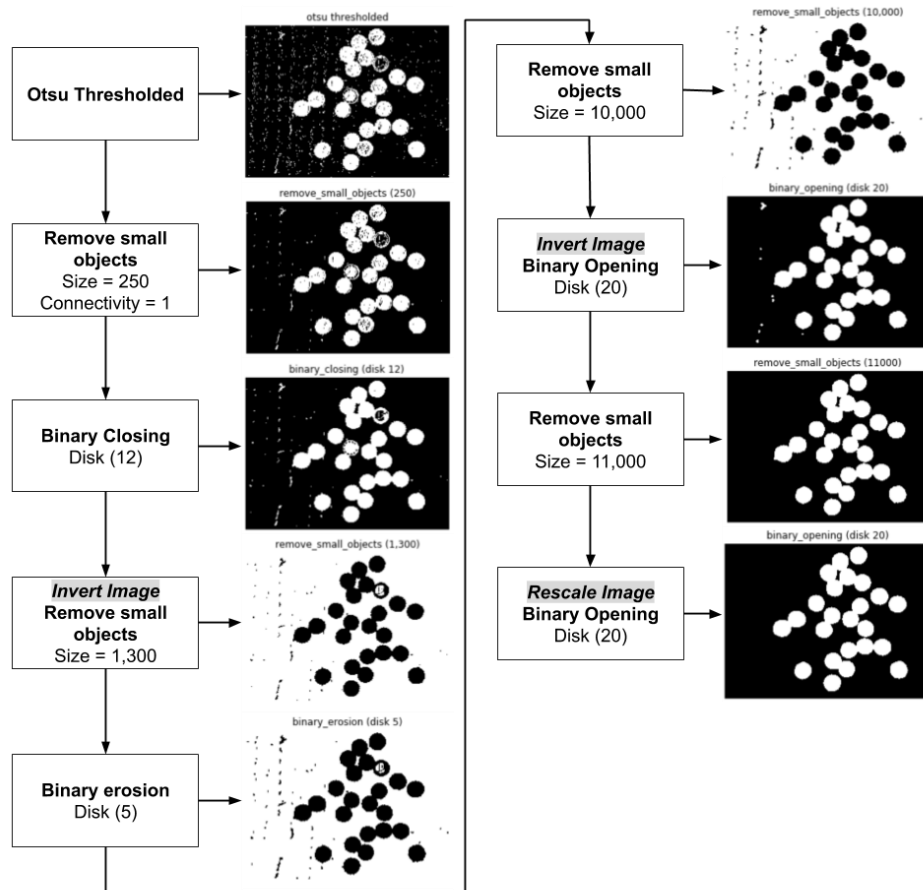 otsu thresholded
Otsu Thresholded
remove_small_objects (250)
Remove small
objects
Size = 250
Connectivity = 1
binary_closing (disk 12)
Binary Closing
Disk (12)
remove_small_objects (1,300)
Invert Image
Remove small
objects
Size = 1,300
binary_erosion (disk 5)
Binary erosion
Disk (5)
remove_small_objects (10,000)
Remove small
objects
Size = 10,000
binary_opening (disk 20)
Invert Image
Binary Opening
Disk (20)
remove_small_objects (11000)
Remove small
objects
Size = 11,000
binary_opening (disk 20)
Rescale Image
Binary Opening
Disk (20)